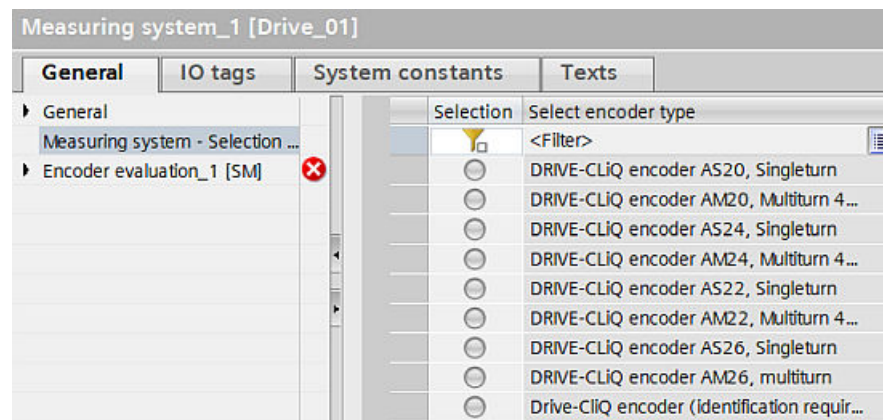 Measuring system_1 [Drive_01]
General IO tags System constants Texts
General
Measuring system - Selection ...
Encoder evaluation_1 [SM]
Selection Select encoder type
<Filter>
DRIVE-CLiQ encoder AS20, Singleturn
DRIVE-CLiQ encoder AM20, Multiturn 4...
DRIVE-CLiQ encoder AS24, Singleturn
DRIVE-CLiQ encoder AM24, Multiturn 4...
DRIVE-CLiQ encoder AS22, Singleturn
DRIVE-CLiQ encoder AM22, Multiturn 4...
DRIVE-CLiQ encoder AS26, Singleturn
DRIVE-CLiQ encoder AM26, multiturn
Drive-CliQ encoder (identification requir...